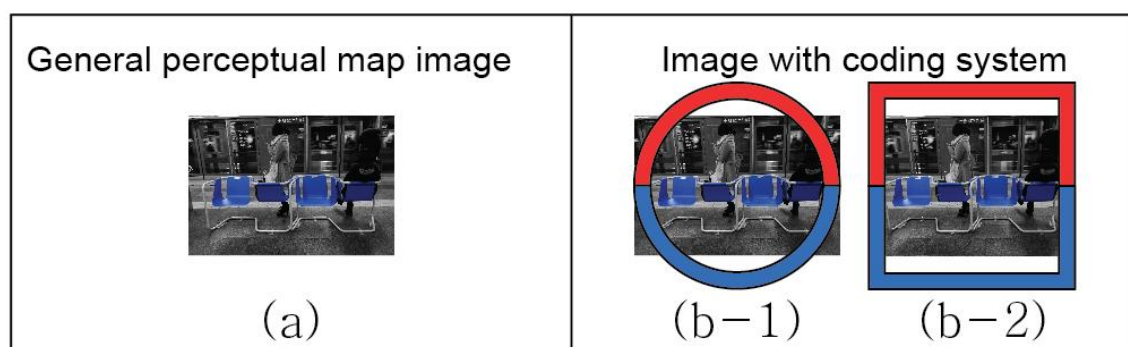 General perceptual map image
Image with coding system
(a)
(b-1)
(b-2)